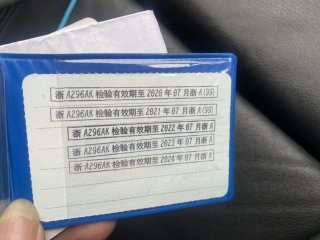 浙 A296AK 检验有效期至 2020 年 07 月浙 A(99)
浙 A296AK 检验有效期至 2021 年 07 月浙 A(99)
浙 A296AK 检验有效期至 2022 年 07 月浙 A
浙 A296AK 检验有效期至 2023 年 07 月浙 A
浙 A296AK 检验有效期至 2024 年 07 月浙 A